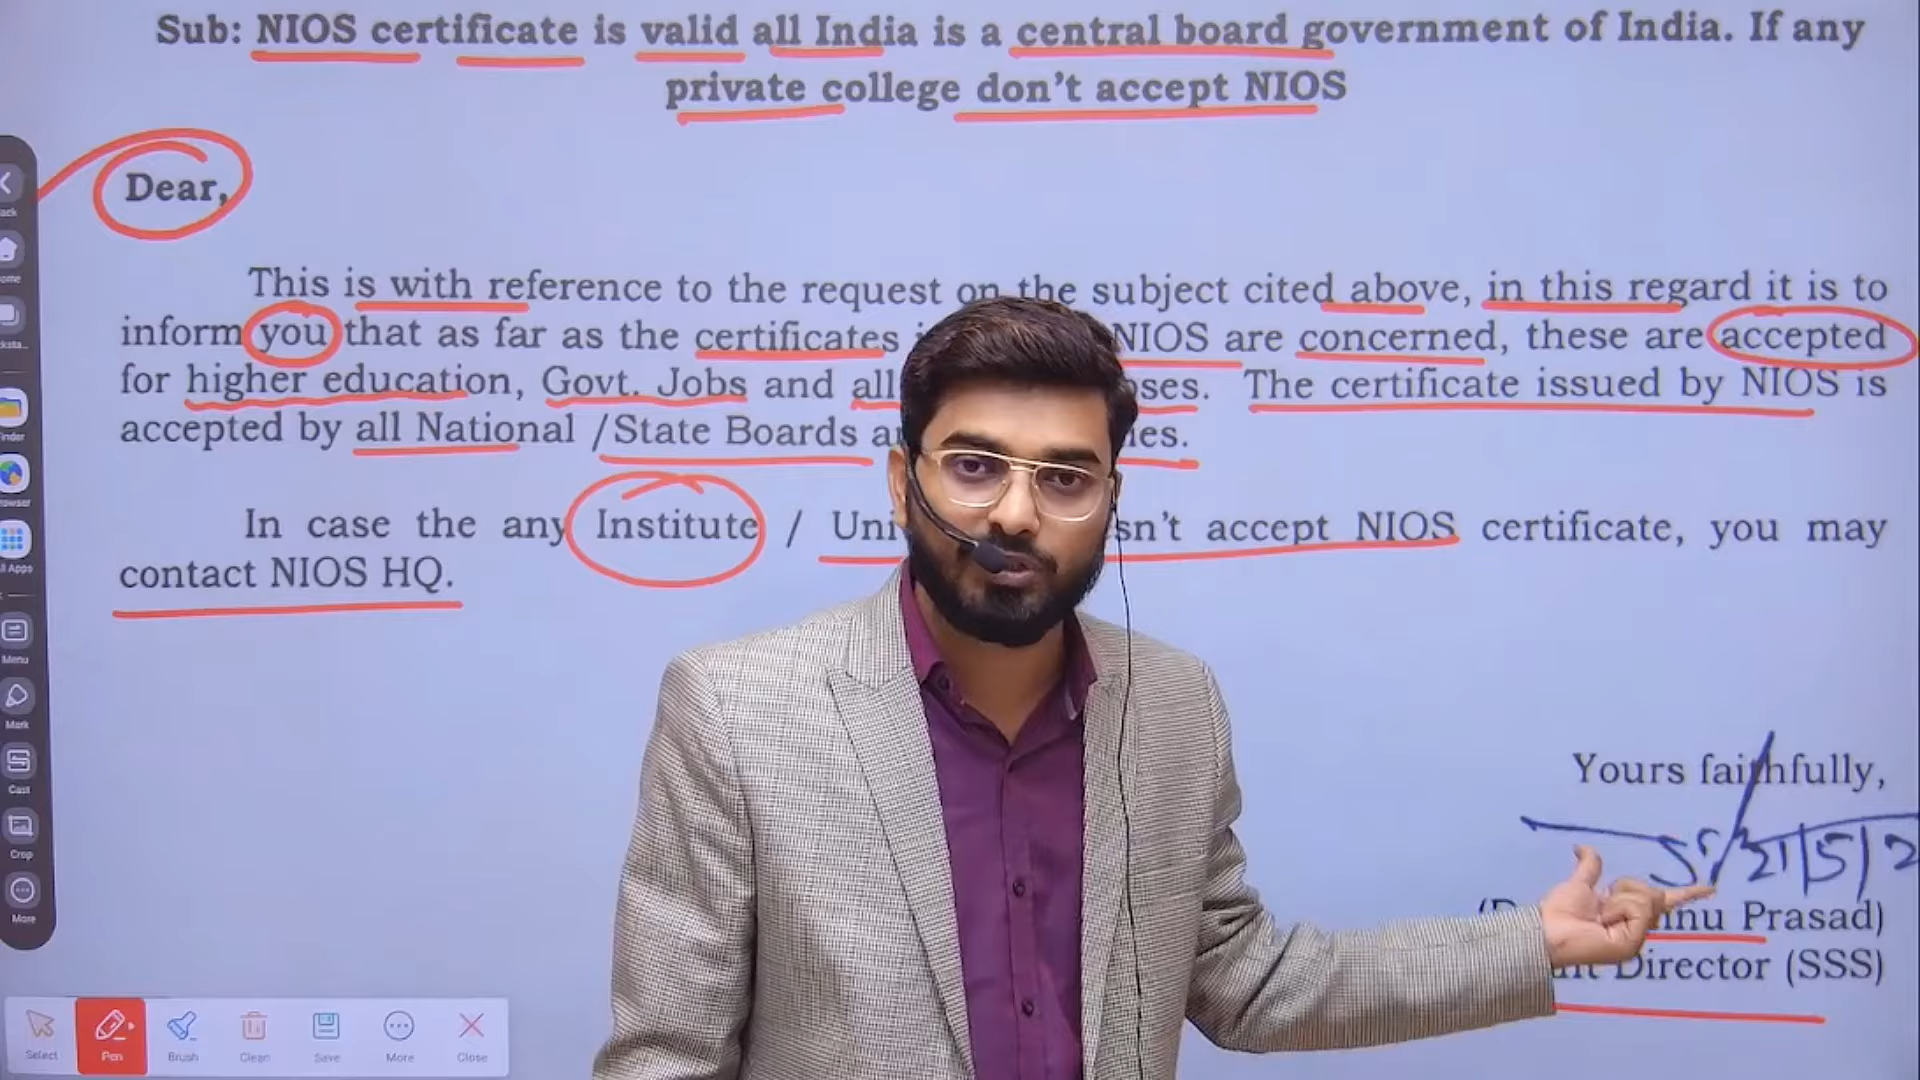 Sub: NIOS certificate is valid all India is a central board government of India. If any
private college don't accept NIOS
Dear,
This is with reference to the request on the subject cited above, in this regard it is to
inform you that as far as the certificates NIOS are concerned, these are accepted
for higher education, Govt. Jobs and all The certificate issued by NIOS is
accepted by all National / State Boards
In case the any Institute / accept NIOS certificate, you may
contact NIOS HQ.
Yours faithfully,
Prasad)
Director (SSS)
Menu
Mark
Cast
Crop
More
Select
Pen
Brush
Clean
Save
More
Close